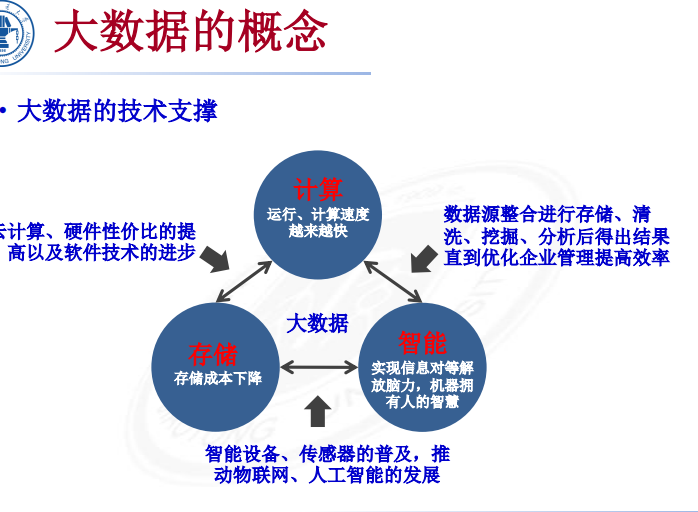 大数据的概念
• 大数据的技术支撑
计算
运行、计算速度
越来越快
云计算、硬件性价比的提
高以及软件技术的进步
数据源整合进行存储、清
洗、挖掘、分析后得出结果
直到优化企业管理提高效率
大数据
存储
存储成本下降
智能
实现信息对等解
放脑力，机器拥
有人的智慧
智能设备、传感器的普及，推
动物联网、人工智能的发展